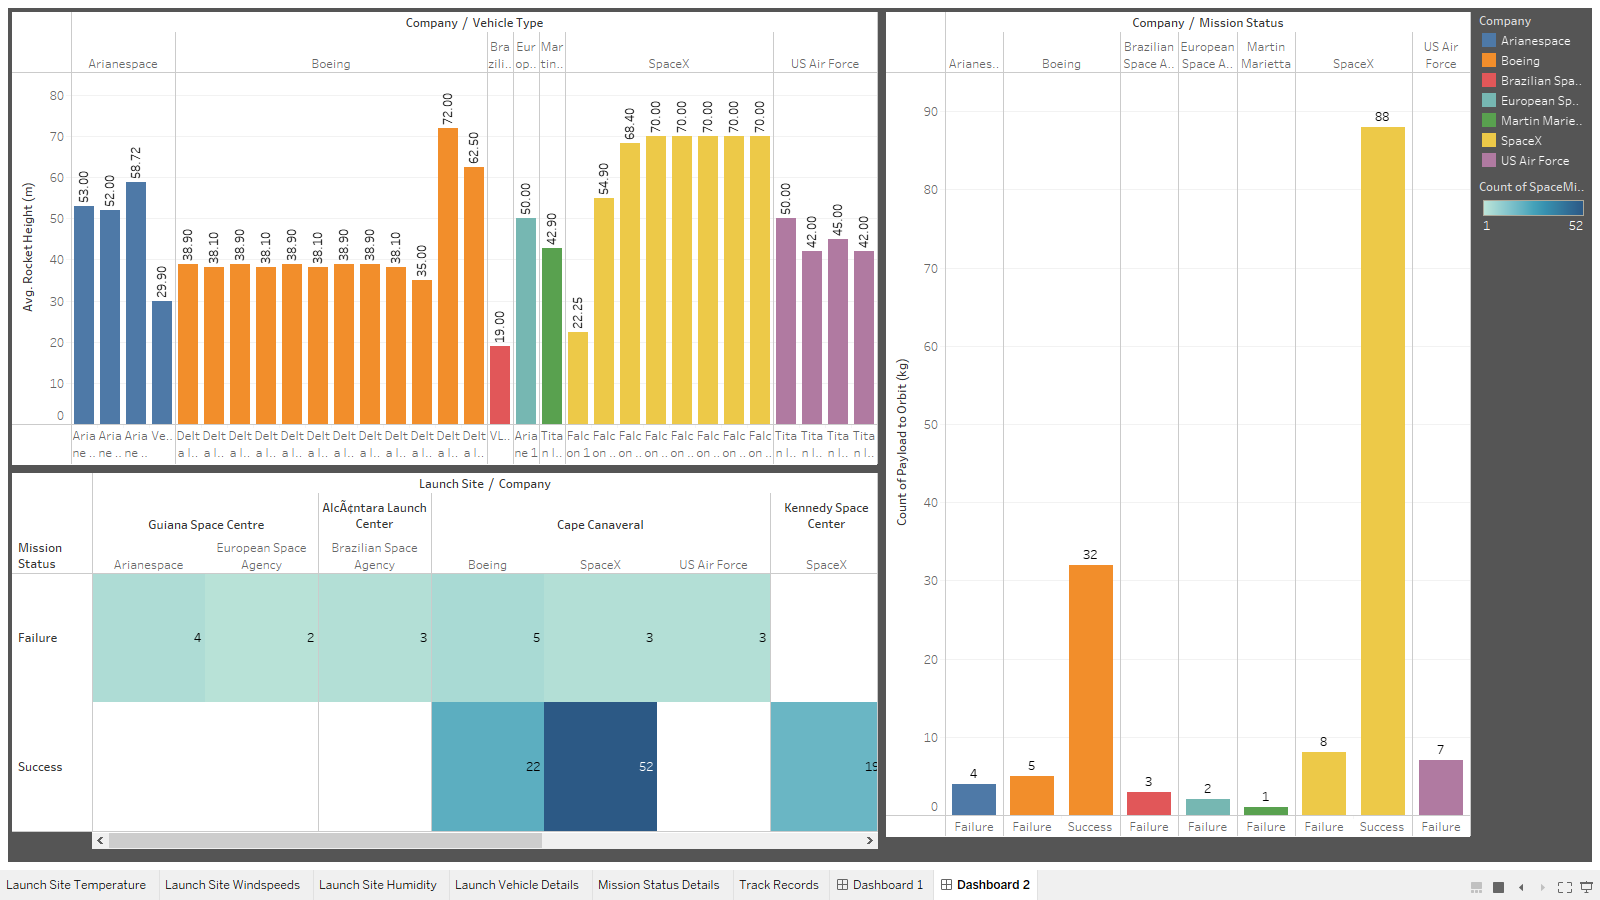 Company / Vehicle Type
Arianespace
Boeing
Bra
zili..
Eur
op..
Mar
tin..
SpaceX
US Air Force
Avg. Rocket Height (m)
80
70
60
50
40
30
20
10
0
53.00
52.00
58.72
29.90
38.90
38.10
38.90
38.10
38.90
38.10
38.90
38.90
38.10
35.00
72.00
62.50
19.00
50.00
42.90
22.25
54.90
68.40
70.00
70.00
70.00
70.00
70.00
50.00
42.00
45.00
42.00
Aria Aria Aria Ve.. Delt Delt Delt Delt Delt Delt Delt Delt Delt Delt Delt Delt VL.. Aria Tita Falc Falc Falc Falc Falc Falc Falc Falc Tita Tita Tita Tita
ne .. ne .. ne .. a I.. a I.. a I.. a I.. a I.. a I.. a I.. a I.. a I.. a I.. a I.. a I.. ne 1 n I.. on 1 on .. on .. on .. on .. on .. on .. on .. n I.. n I.. n I.. n I..
Launch Site / Company
Mission
Status
Guiana Space Centre
AlcÃ¢ntara Launch
Center
Cape Canaveral
Kennedy Space
Center
Arianespace
European Space
Agency
Brazilian Space
Agency
Boeing
SpaceX
US Air Force
SpaceX
Failure 4 2 3 5 3 3
Success 22 52 19
Company / Mission Status
Arianes..
Boeing
Brazilian
Space A..
European
Space A..
Martin
Marietta
SpaceX
US Air
Force
Count of Payload to Orbit (kg)
90
80
70
60
50
40
30
20
10
0
4
5
32
3
2
1
8
88
7
Failure Failure Success Failure Failure Failure Failure Success Failure
Company
Arianespace
Boeing
Brazilian Spa..
European Sp..
Martin Marie..
SpaceX
US Air Force
Count of SpaceMi..
1 52
Launch Site Temperature
Launch Site Windspeeds
Launch Site Humidity
Launch Vehicle Details
Mission Status Details
Track Records
Dashboard 1
Dashboard 2